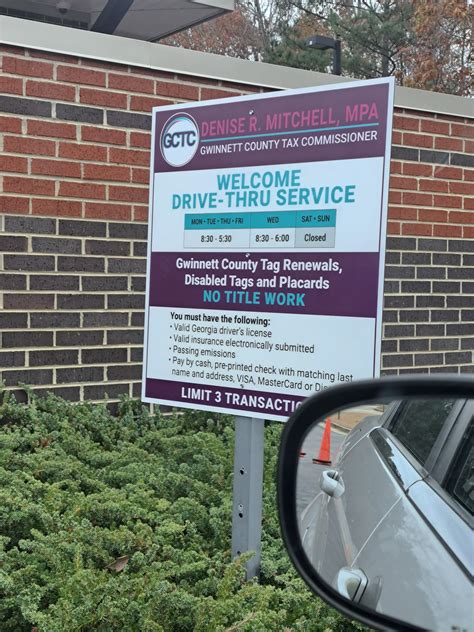 GCTC
DENISE R. MITCHELL, MPA
GWINNETT COUNTY TAX COMMISSIONER
WELCOME
DRIVE-THRU SERVICE
MON • TUE • THU • FRI WED SAT • SUN
8:30 - 5:30 8:30 - 6:00 Closed
Gwinnett County Tag Renewals,
Disabled Tags and Placards
NO TITLE WORK
You must have the following:
• Valid Georgia driver's license
• Valid insurance electronically submitted
• Passing emissions
• Pay by cash, pre-printed check with matching last
name and address, VISA, MasterCard or
LIMIT 3